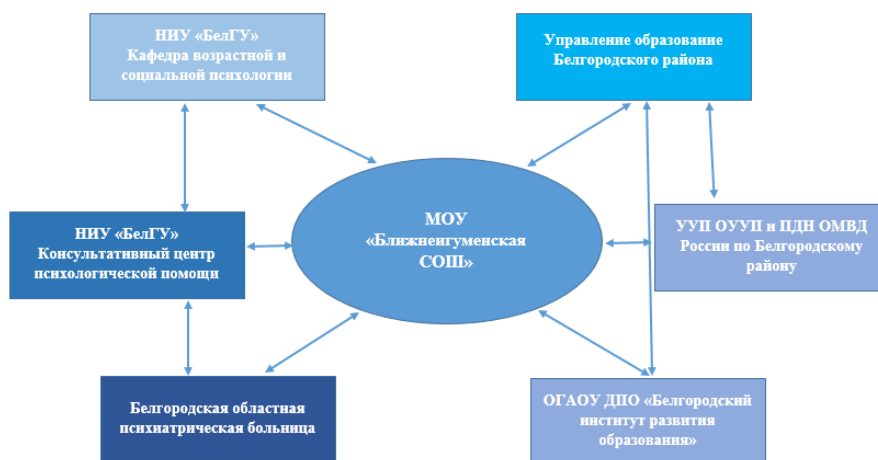 НИУ «БелГУ»
Кафедра возрастной и
социальной психологии
Управление образование
Белгородского района
МОУ
«Ближнеигуменская
СОШ»
НИУ «БелГУ»
Консультативный центр
психологической помощи
УУП ОУУП и ПДН ОМВД
России по Белгородскому
району
Белгородская областная
психиатрическая больница
ОГАОУ ДПО «Белгородский
институт развития
образования»